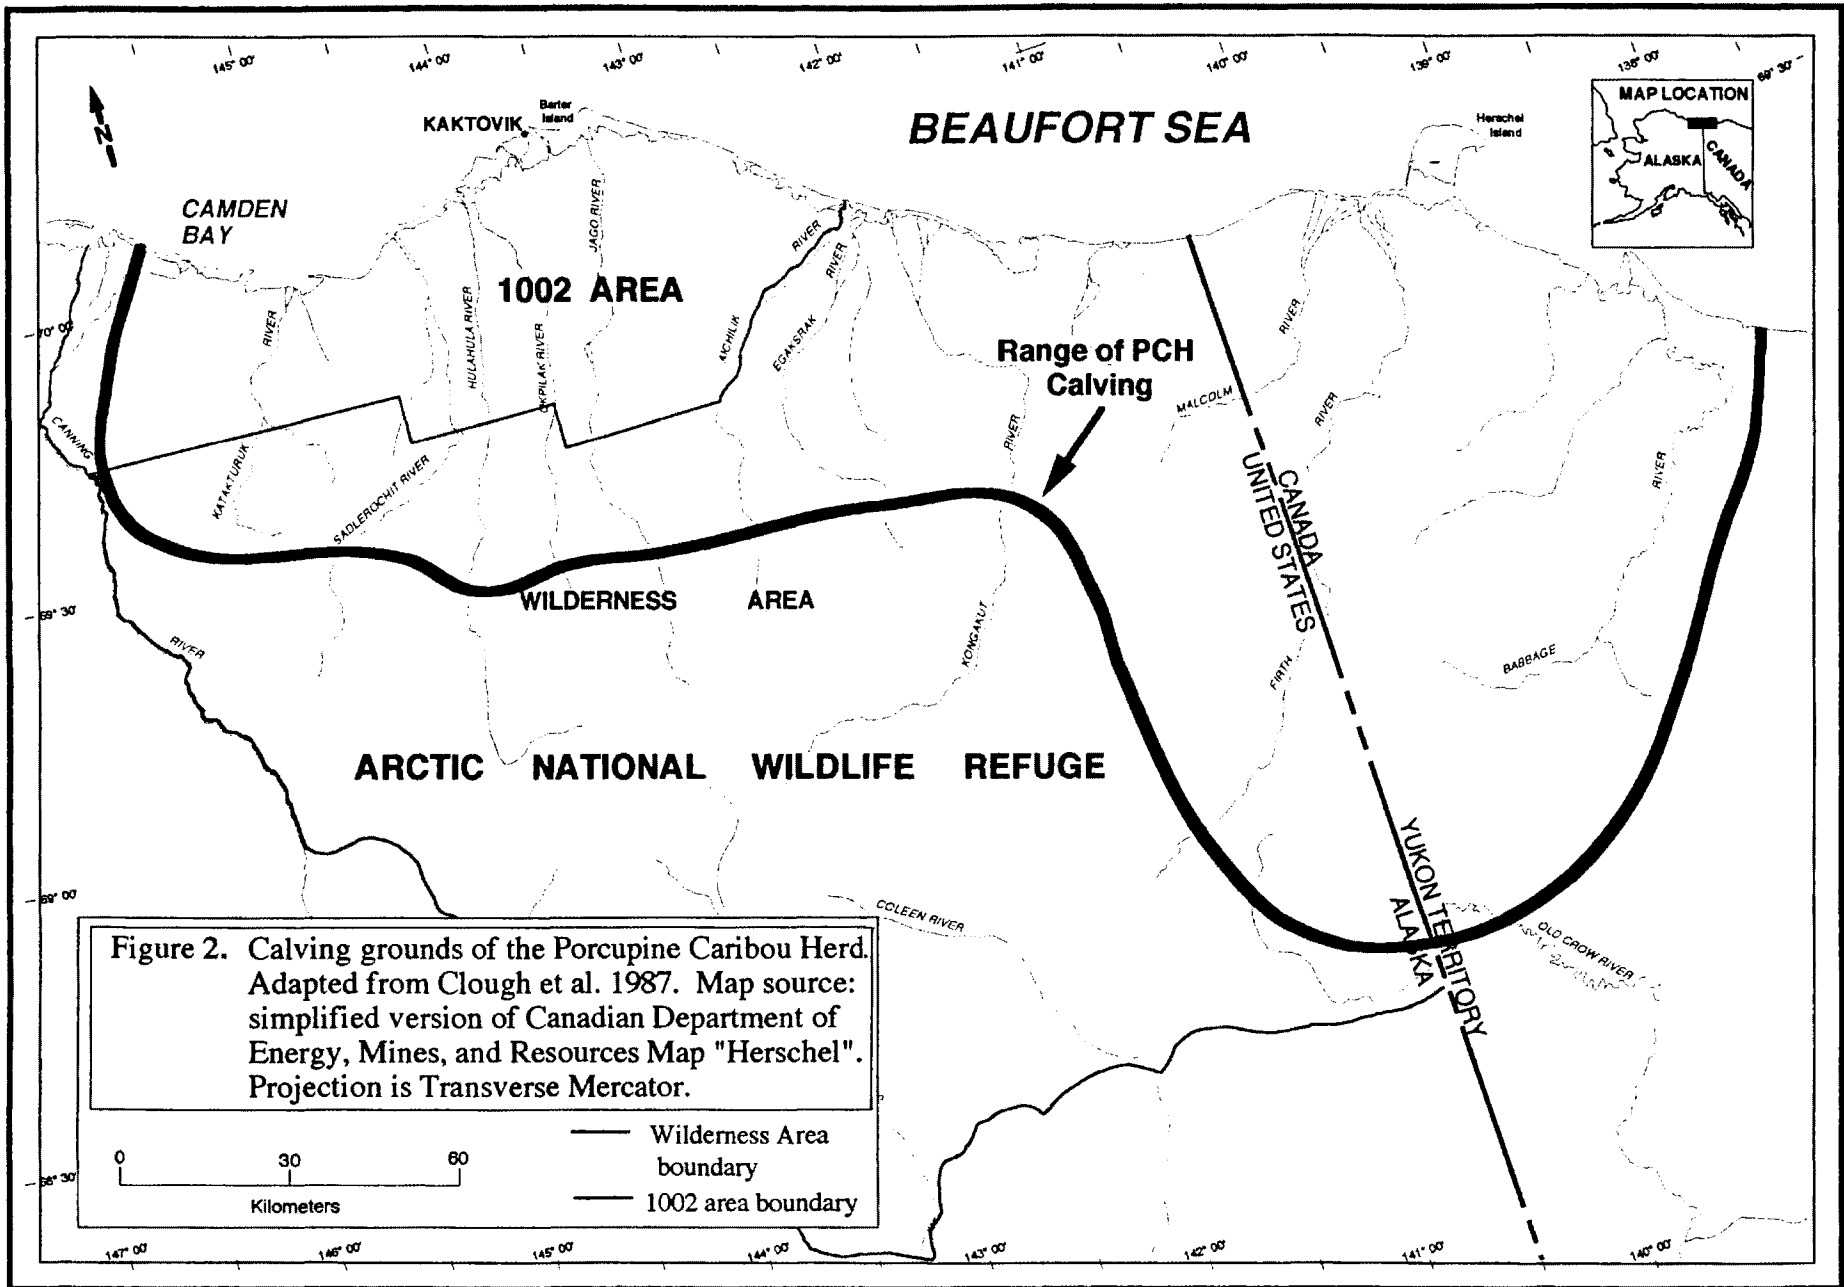 145° 00'
144° 00'
143° 00'
142° 00'
141° 00'
140° 00'
139° 00'
138° 00'
69° 30'
N
KAKTOVIK
Barter
Island
BEAUFORT SEA
Herschel
Island
MAP LOCATION
ALASKA
CANADA
CAMDEN
BAY
1002 AREA
JAGO RIVER
RIVER
RIVER
HULAHULA RIVER
OKPILAK RIVER
AICHILIK
EGAKSRAK
RIVER
70° 00'
Range of PCH
Calving
MALCOLM
RIVER
RIVER
RIVER
RIVER
CANNING
KATAKTURUK
SADLEROCHIT RIVER
CANADA
UNITED STATES
WILDERNESS AREA
69° 30'
RIVER
KONGAKUT
FIRTH
BABBAGE
ARCTIC NATIONAL WILDLIFE REFUGE
YUKON TERRITORY
ALASKA
69° 00'
COLEEN RIVER
OLD CROW RIVER
Figure 2. Calving grounds of the Porcupine Caribou Herd.
Adapted from Clough et al. 1987. Map source:
simplified version of Canadian Department of
Energy, Mines, and Resources Map "Herschel".
Projection is Transverse Mercator.
0 30 60
Kilometers
Wilderness Area
boundary
1002 area boundary
68° 30'
147° 00'
146° 00'
145° 00'
144° 00'
143° 00'
142° 00'
141° 00'
140° 00'